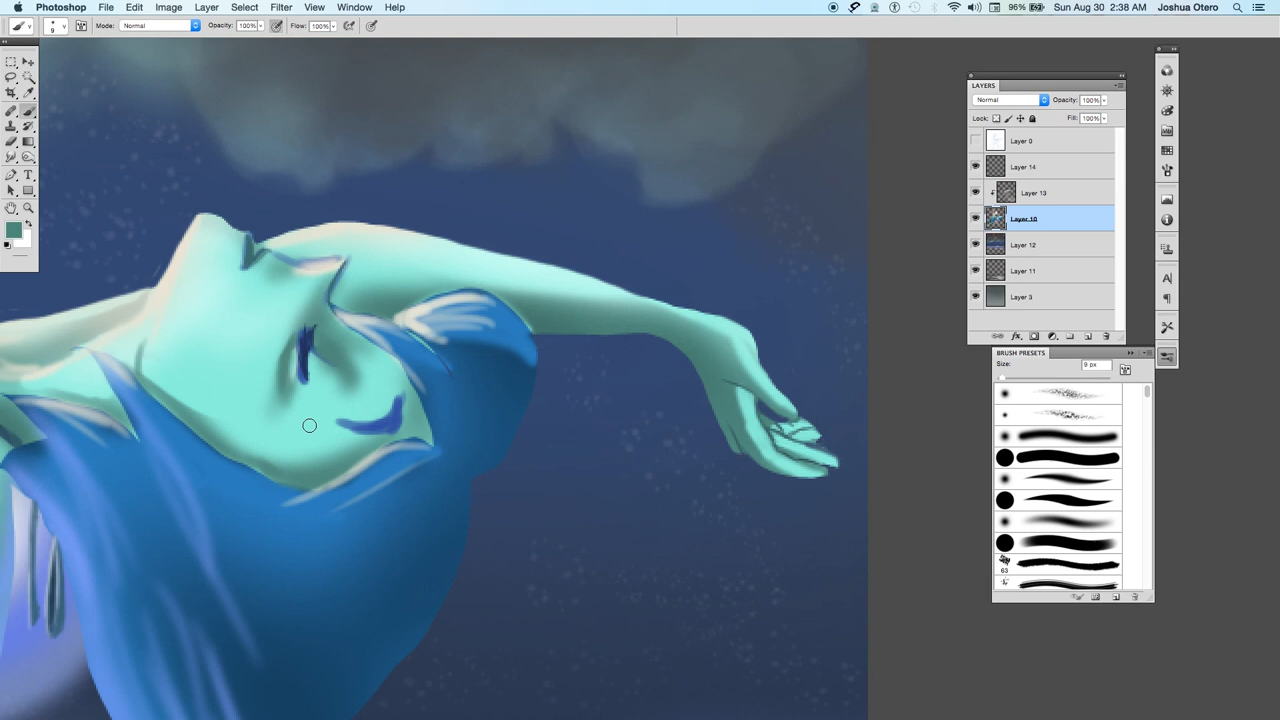 Photoshop File Edit Image Layer Select Filter View Window Help 96% Sun Aug 30 2:38 AM Joshua Otero
9 Mode: Normal Opacity: 100% Flow: 100%
LAYERS
Normal Opacity: 100%
Lock: Fill: 100%
Layer 0
Layer 14
Layer 13
Layer 10
Layer 12
Layer 11
Layer 3
BRUSH PRESETS
Size: 9 px
63